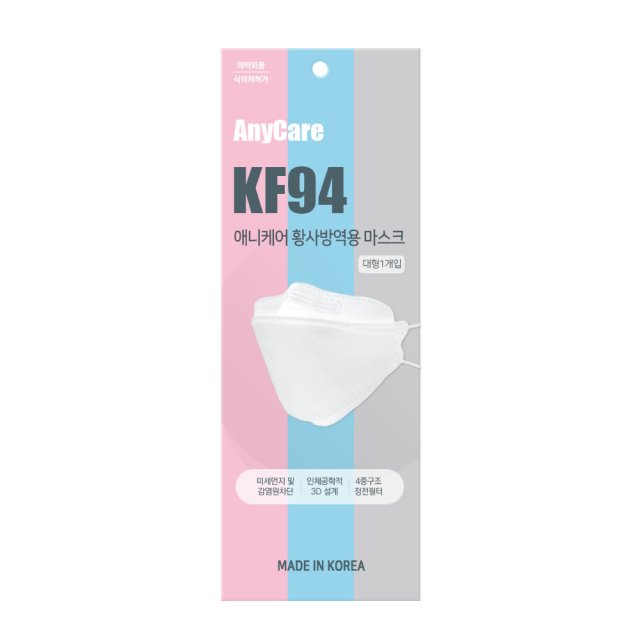 의약외품
식약처허가
AnyCare
KF94
애니케어 황사방역용 마스크
대형1개입
미세먼지 및
감염원차단
인체공학적
3D 설계
4중구조
정전필터
MADE IN KOREA